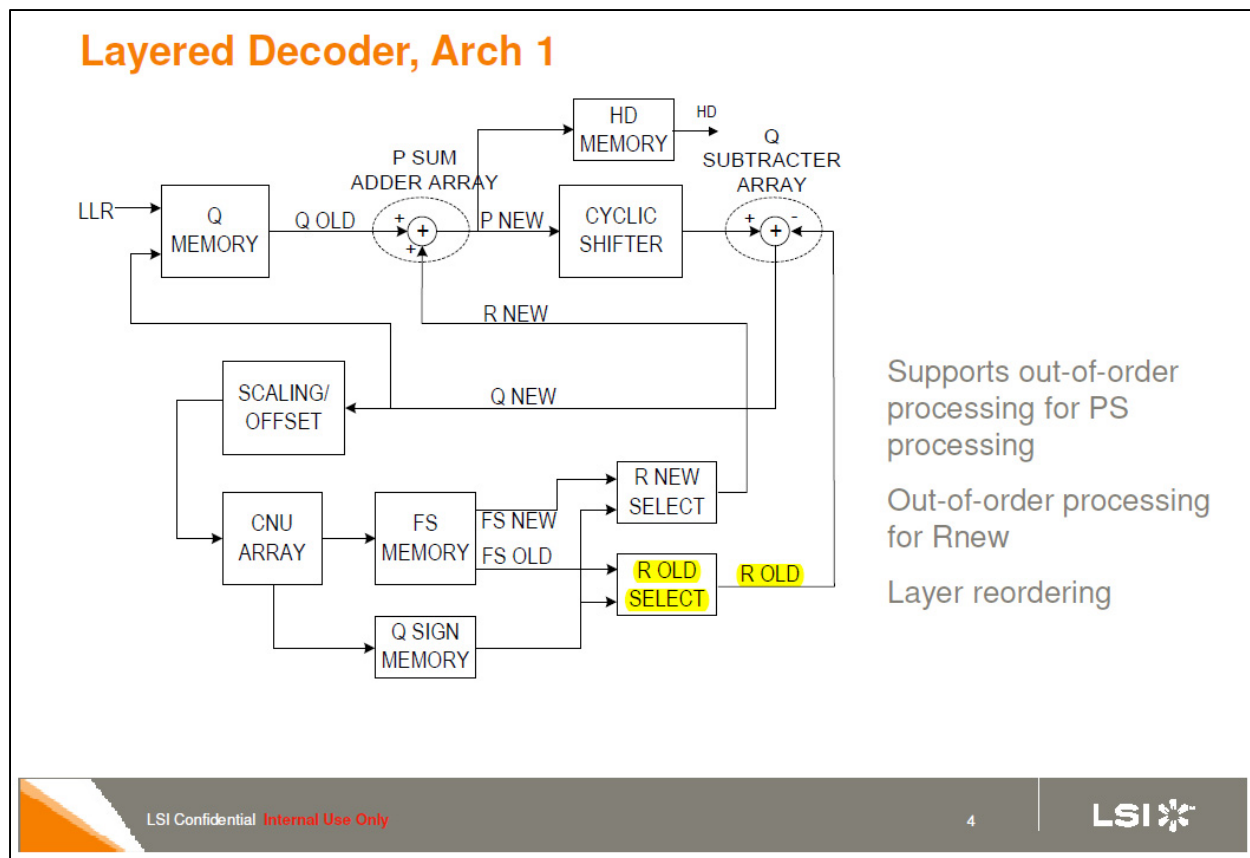 Layered Decoder, Arch 1
HD
MEMORY
HD
Q
SUBTRACTER
ARRAY
P SUM
ADDER ARRAY
LLR
Q
MEMORY
Q OLD
+
+
+
P NEW
CYCLIC
SHIFTER
+
+
-
R NEW
SCALING/
OFFSET
Q NEW
CNU
ARRAY
FS
MEMORY
FS NEW
FS OLD
R NEW
SELECT
R OLD
SELECT
R OLD
Q SIGN
MEMORY
Supports out-of-order
processing for PS
processing
Out-of-order processing
for Rnew
Layer reordering
LSI Confidential Internal Use Only
4
LSI